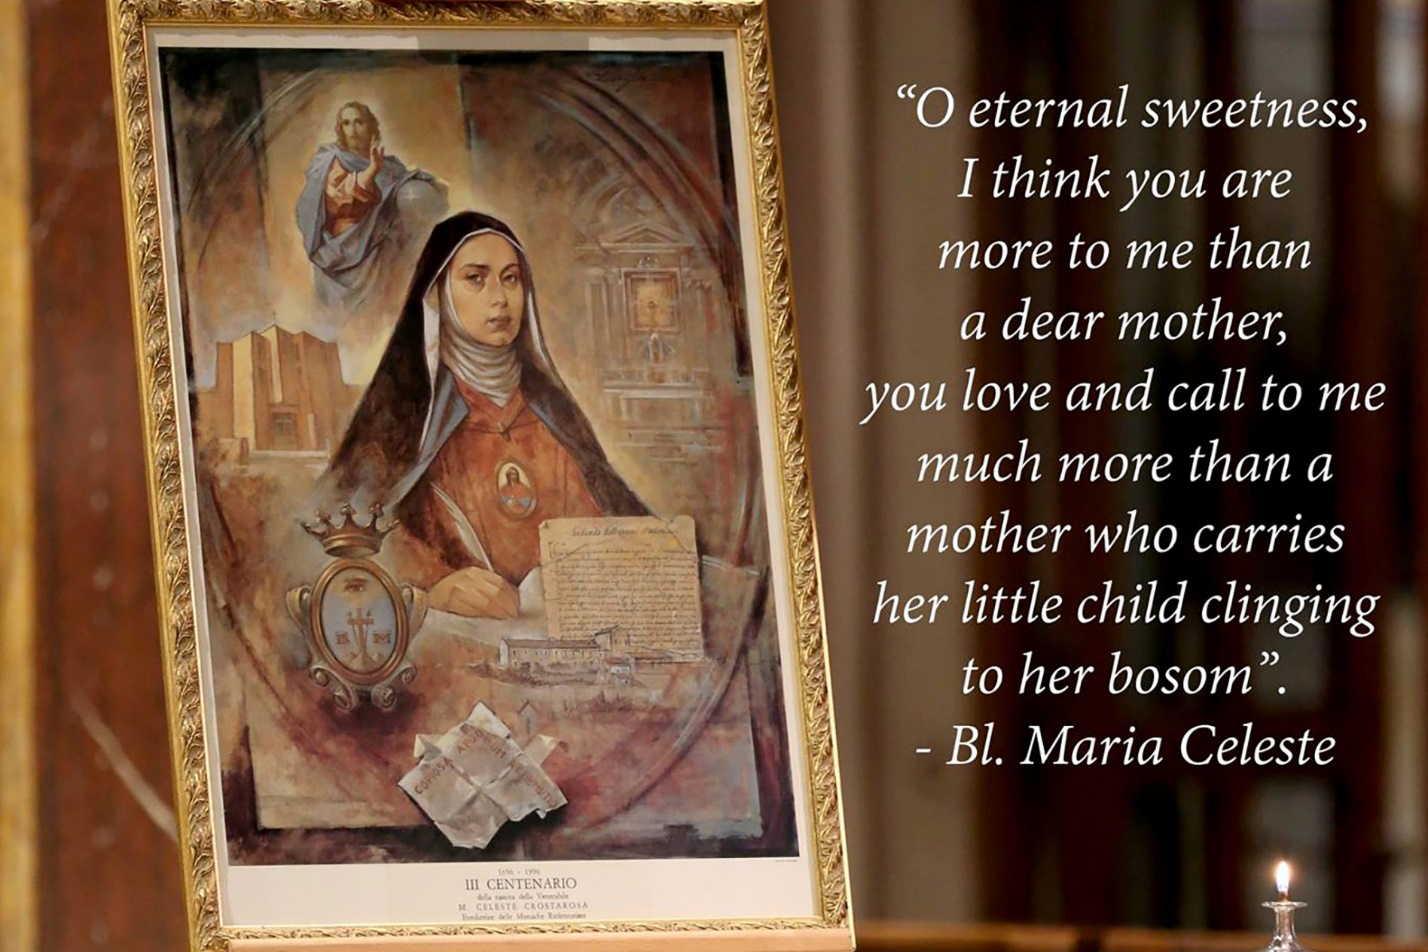 “O eternal sweetness,
I think you are
more to me than
a dear mother,
you love and call to me
much more than a
mother who carries
her little child clinging
to her bosom”.
- Bl. Maria Celeste
1696 - 1996
III CENTENARIO
della nascita della Venerabile
M. CELESTE CROSTAROSA
Fondatrice delle Monache Redentoriste